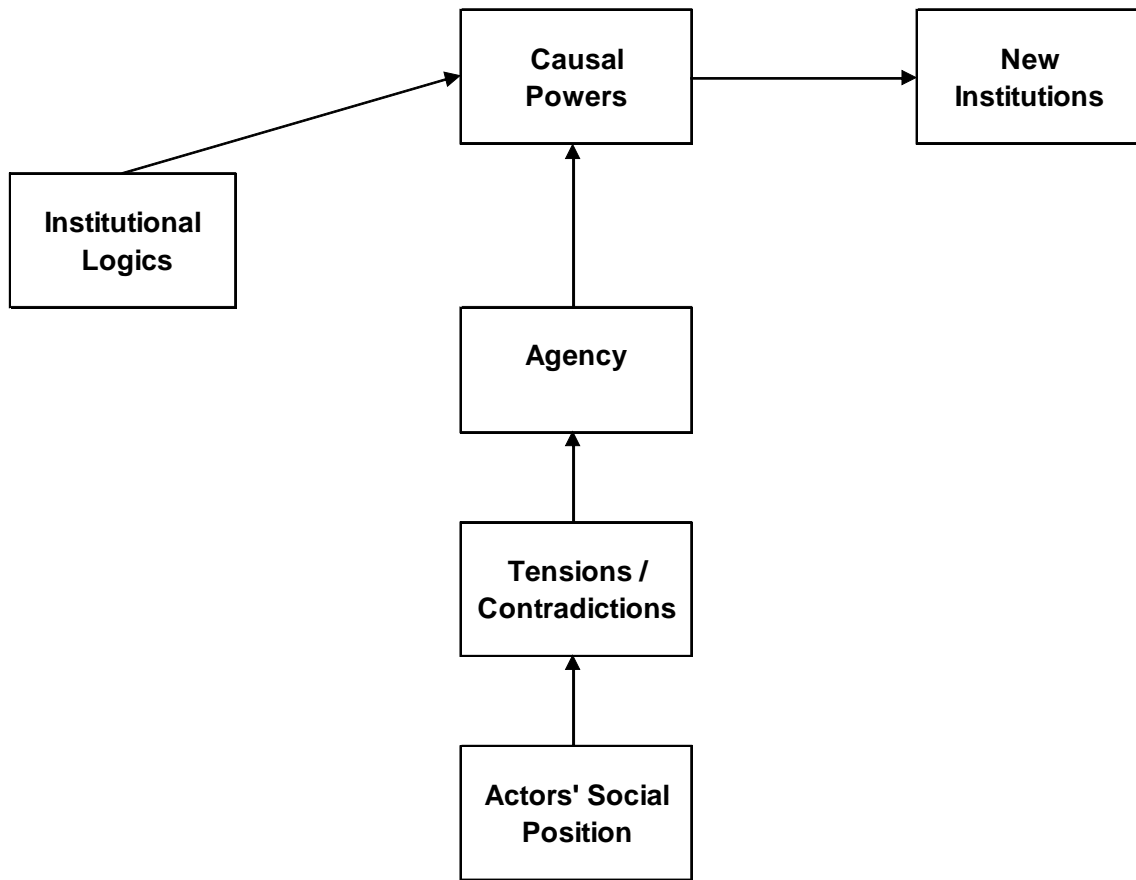 Causal
Powers
New
Institutions
Institutional
Logics
Agency
Tensions /
Contradictions
Actors' Social
Position